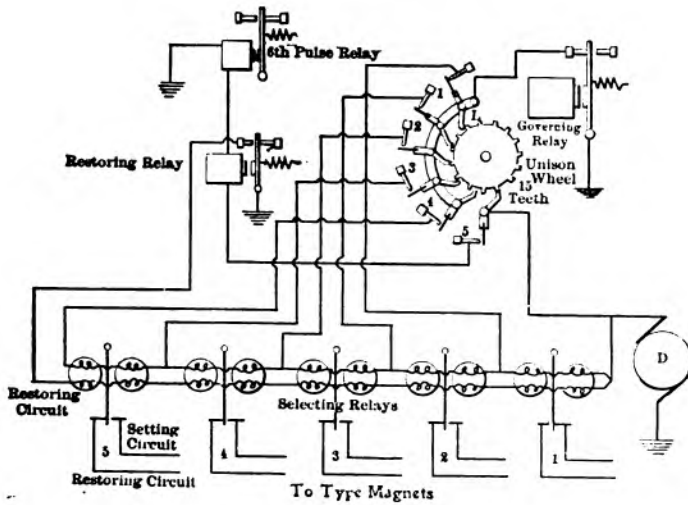 6th Pulse Relay
1
2
3
4
5
1
Governing
Relay
Unison
Wheel
15
Teeth
Restoring Relay
D
Restoring
Circuit
Selecting Relays
Setting
Circuit
5
4
3
2
1
Restoring Circuit
To Type Magnets